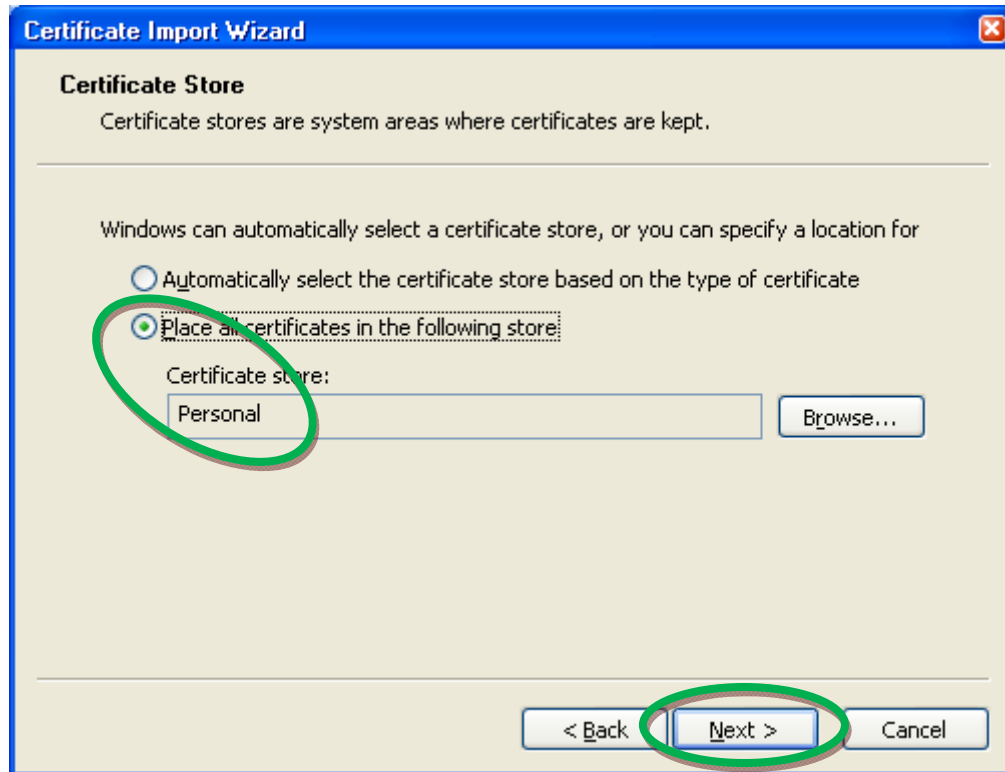 Certificate Import Wizard
Certificate Store
Certificate stores are system areas where certificates are kept.
Windows can automatically select a certificate store, or you can specify a location for
Automatically select the certificate store based on the type of certificate
Place all certificates in the following store
Certificate store:
Personal
Browse...
< Back
Next >
Cancel